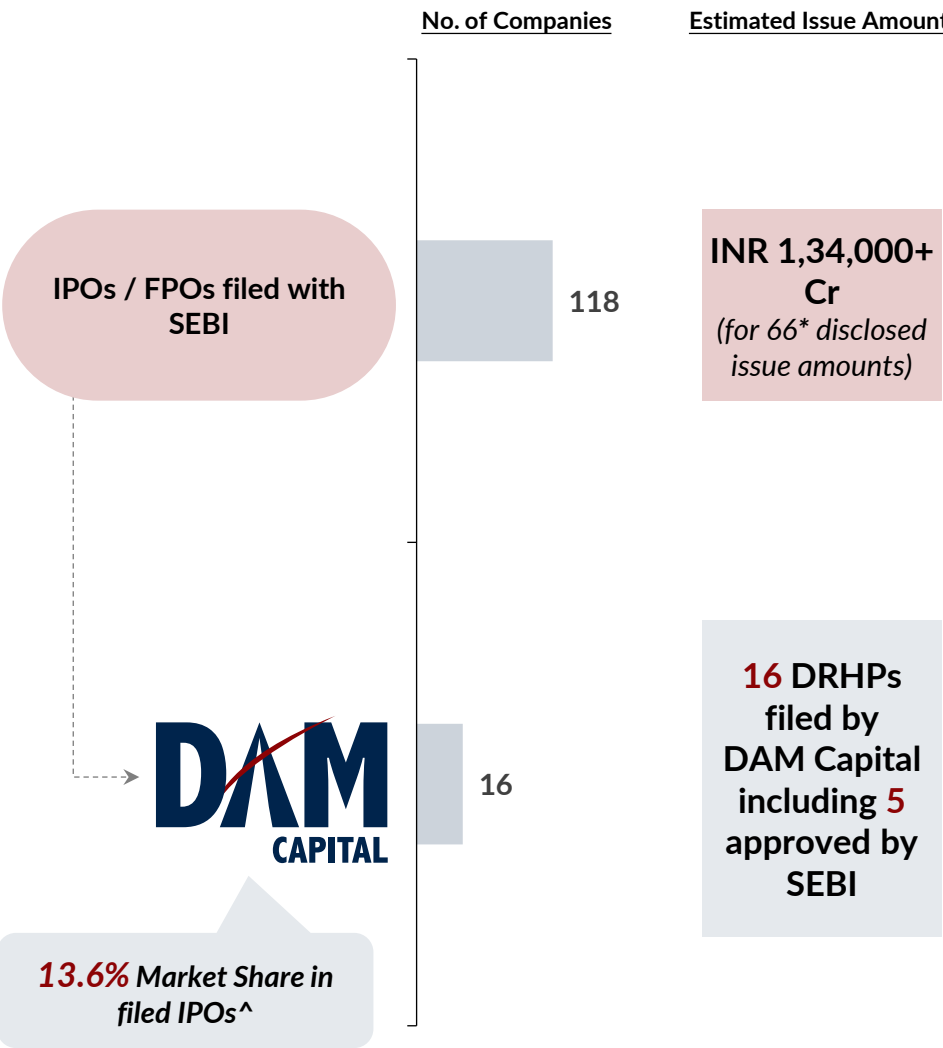 No. of Companies
Estimated Issue Amount
IPOs / FPOs filed with
SEBI
118
INR 1,34,000+
Cr
(for 66* disclosed
issue amounts)
DAM
CAPITAL
16
16 DRHPs
filed by
DAM Capital
including 5
approved by
SEBI
13.6% Market Share in
filed IPOs^